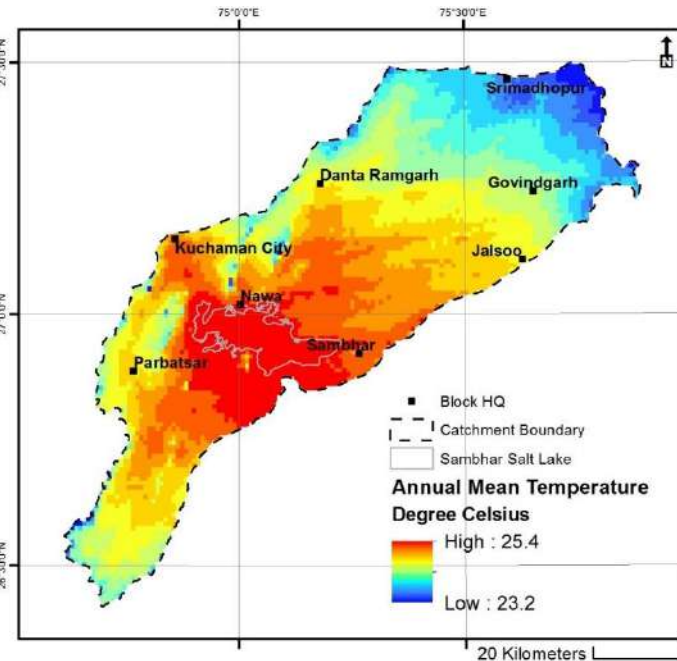 75°0'0"E
75°30'0"E
N
Srimadhopur
Danta Ramgarh
Govindgarh
Kuchaman City
Jalsoo
Nawa
Sambhar
Parbatsar
Block HQ
Catchment Boundary
Sambhar Salt Lake
Annual Mean Temperature
Degree Celsius
High : 25.4
Low : 23.2
20 Kilometers